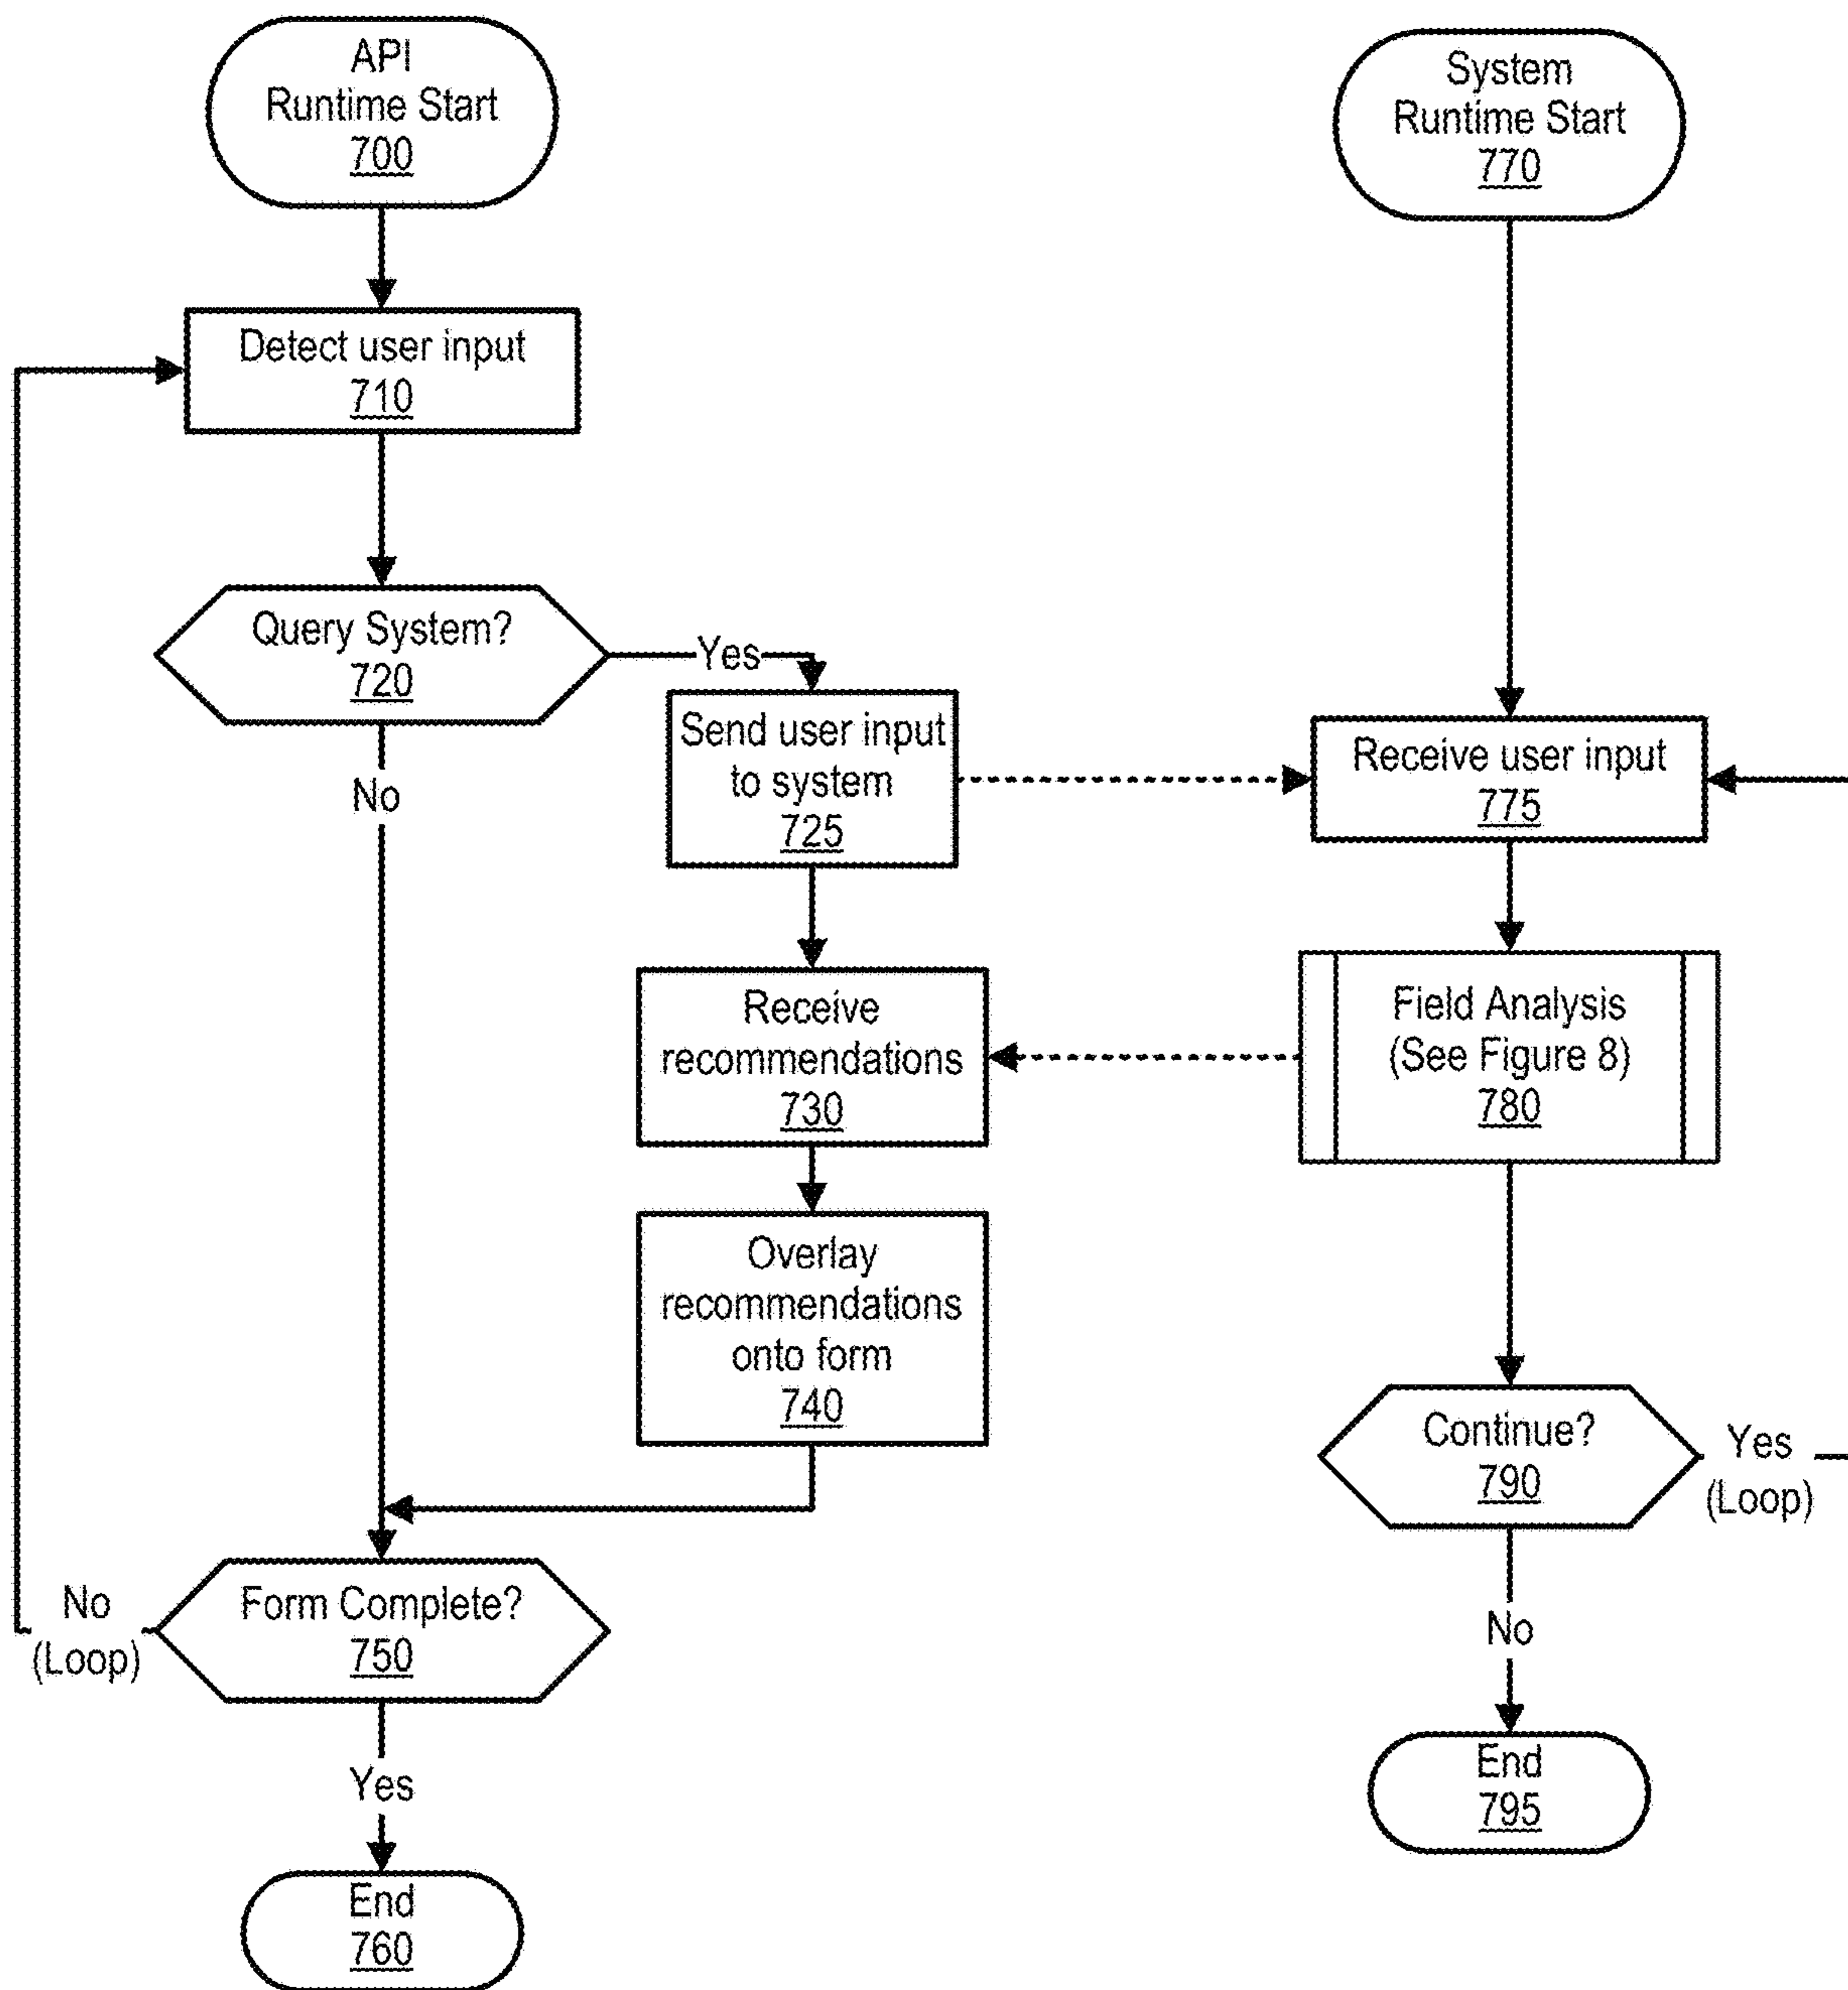 API
Runtime Start
700
Detect user input
710
Query System?
720
Yes
No
Send user input
to system
725
Receive
recommendations
730
Overlay
recommendations
onto form
740
Form Complete?
750
No
(Loop)
Yes
End
760
System
Runtime Start
770
Receive user input
775
Field Analysis
(See Figure 8)
780
Continue?
790
Yes
(Loop)
No
End
795